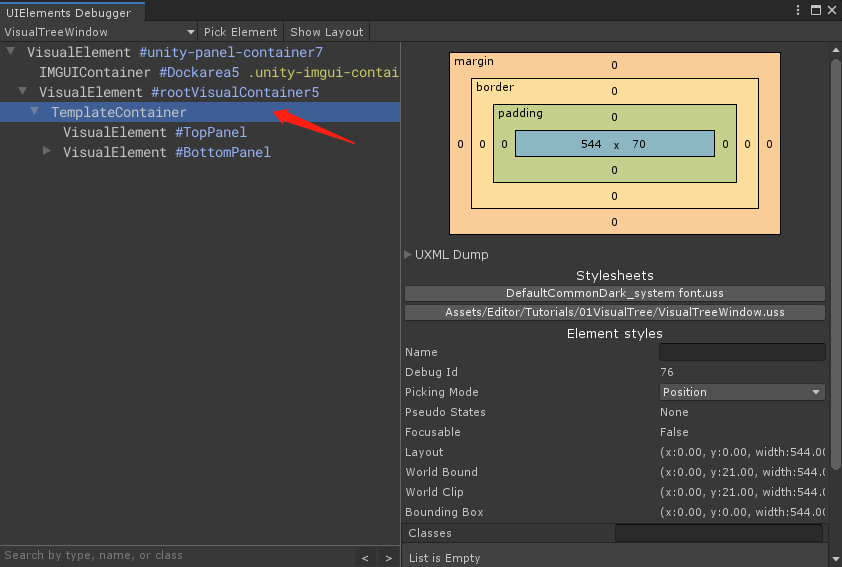 UIElements Debugger
VisualTreeWindow Pick Element Show Layout
VisualElement #unity-panel-container7
IMGUIContainer #Dockarea5 .unity-imgui-contai
VisualElement #rootVisualContainer5
TemplateContainer
VisualElement #TopPanel
VisualElement #BottomPanel
Search by type, name, or class < >
margin
0
border
0
padding
0
0 0 0 544 x 70 0 0 0
0
0
0
UXML Dump
Stylesheets
DefaultCommonDark_system font.uss
Assets/Editor/Tutorials/01VisualTree/VisualTreeWindow.uss
Element styles
Name
Debug Id 76
Picking Mode Position
Pseudo States None
Focusable False
Layout (x:0.00, y:0.00, width:544.00
World Bound (x:0.00, y:21.00, width:544.0
World Clip (x:0.00, y:21.00, width:544.0
Bounding Box (x:0.00, y:0.00, width:544.00
Classes
List is Empty